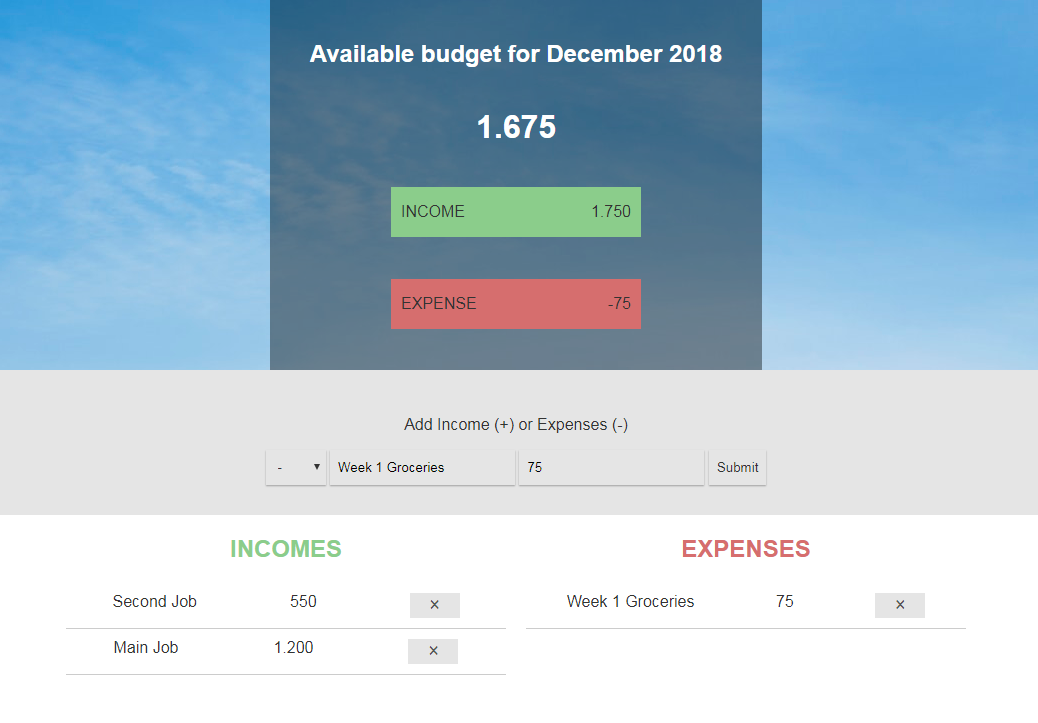 Available budget for December 2018
1.675
INCOME 1.750
EXPENSE -75
Add Income (+) or Expenses (-)
- ▼ Week 1 Groceries 75 Submit
INCOMES
Second Job 550 ×
Main Job 1.200 ×
EXPENSES
Week 1 Groceries 75 ×